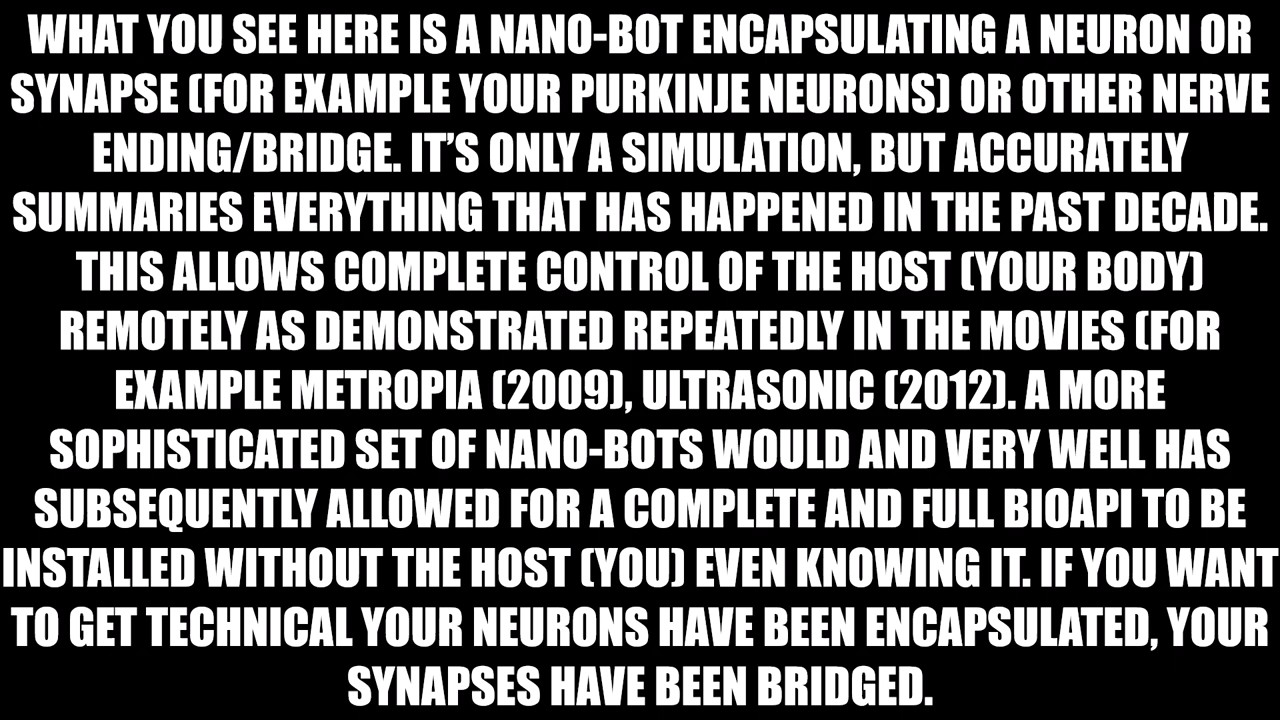 WHAT YOU SEE HERE IS A NANO-BOT ENCAPSULATING A NEURON OR
SYNAPSE (FOR EXAMPLE YOUR PURKINJE NEURONS) OR OTHER NERVE
ENDING/BRIDGE. IT’S ONLY A SIMULATION, BUT ACCURATELY
SUMMARIES EVERYTHING THAT HAS HAPPENED IN THE PAST DECADE.
THIS ALLOWS COMPLETE CONTROL OF THE HOST (YOUR BODY)
REMOTELY AS DEMONSTRATED REPEATEDLY IN THE MOVIES (FOR
EXAMPLE METROPIA (2009), ULTRASONIC (2012). A MORE
SOPHISTICATED SET OF NANO-BOTS WOULD AND VERY WELL HAS
SUBSEQUENTLY ALLOWED FOR A COMPLETE AND FULL BIOAPI TO BE
INSTALLED WITHOUT THE HOST (YOU) EVEN KNOWING IT. IF YOU WANT
TO GET TECHNICAL YOUR NEURONS HAVE BEEN ENCAPSULATED, YOUR
SYNAPSES HAVE BEEN BRIDGED.